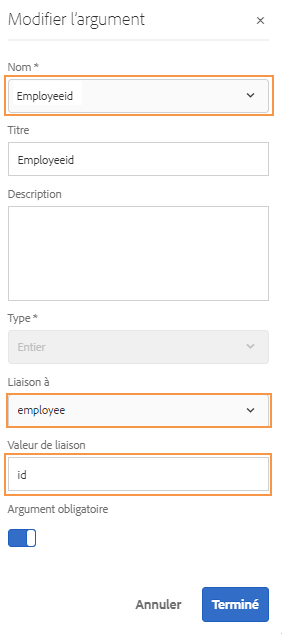 Modifier l'argument
Nom *
Employeeid
Titre
Employeeid
Description
Type *
Entier
Liaison à
employee
Valeur de liaison
id
Argument obligatoire
Annuler Terminé